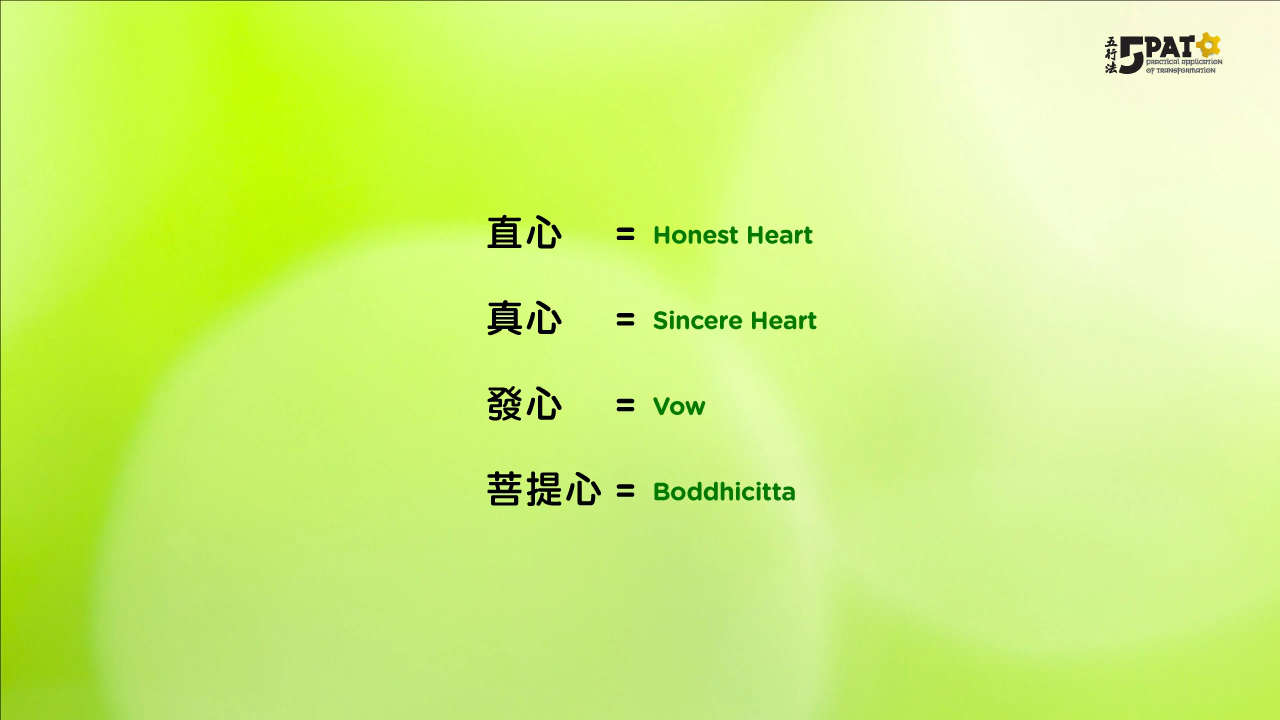 五行法 5PAT
PRACTICAL APPLICATION
OF TRANSFORMATION
直心 = Honest Heart
真心 = Sincere Heart
發心 = Vow
菩提心 = Boddhicitta